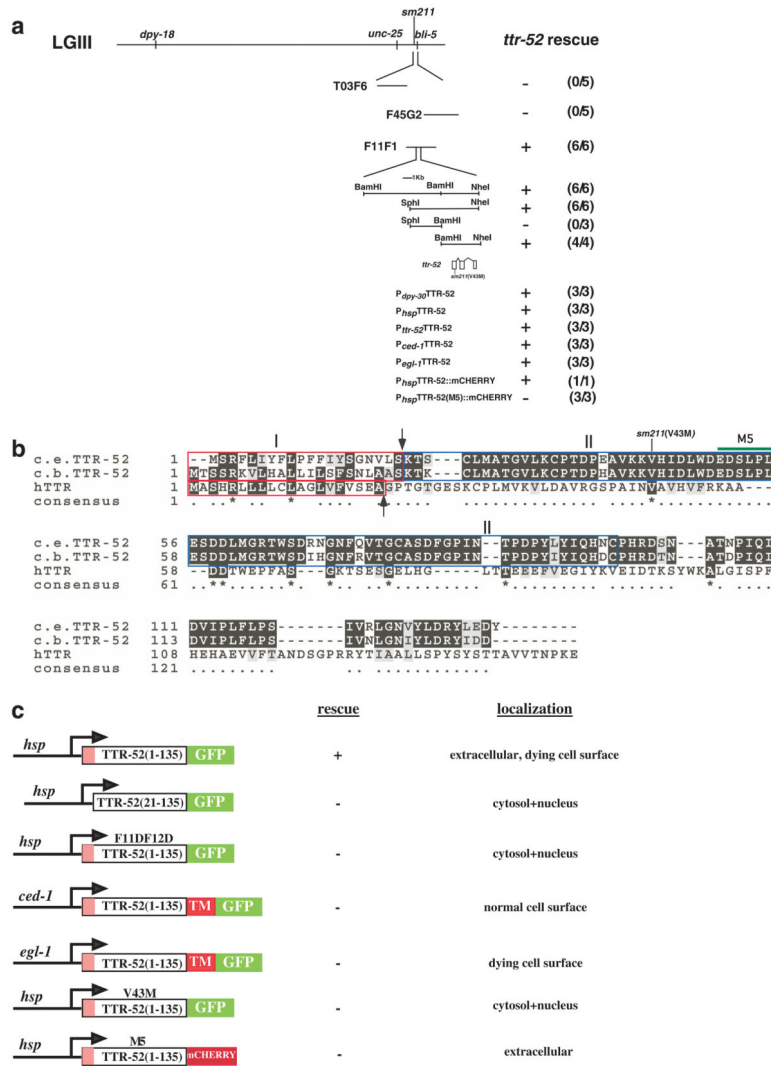 a
LGIII
dpy-18
unc-25
sm211
bli-5
ttr-52 rescue
T03F6 - (0/5)
F45G2 - (0/5)
F11F1 + (6/6)
1Kb
BamHI BamHI NheI + (6/6)
SphI NheI + (6/6)
SphI BamHI - (0/3)
BamHI NheI + (4/4)
ttr-52
sm211(V43M)
Pdpy-30TTR-52 + (3/3)
PhspTTR-52 + (3/3)
Pttr-52TTR-52 + (3/3)
Pced-1TTR-52 + (3/3)
Pegl-1TTR-52 + (3/3)
PhspTTR-52::mCHERRY + (1/1)
PhspTTR-52(M5)::mCHERRY - (3/3)
b
I II sm211(V43M) M5
c.e.TTR-52 1 --MSRFLIYFLPFFIYSGNVLSKTS---CLMATGVLKCPTDPEAVKKVHIDLWDEDSLPL
c.b.TTR-52 1 MTSSRKVLHALLILSFSNLAASKTK---CLMATGVLKCPTDPHAVKKVHIDLWDEDSLPL
hTTR 1 MASHRLLLLCLAGLVFVSEAGPTGTGESKCPLMVKVLDAVRGSPAINVAVHVFRKAA---
consensus 1
II
c.e.TTR-52 56 ESDDLMGRTWSDRNGNFQVTGCASDFGPIN--TPDPYLYIQHNCPHRDSN--ATNPIQI
c.b.TTR-52 58 ESDDLMGRTWSDIHGNFRVTGCASDFGPIN--TPDPYIYIQHDCPHRDTN--ATDPIQL
hTTR 58 --DDTWEPFAS--GKTSESGELHG---LTTEEEFVEGIYKVEIDTKSYWKALGISPF
consensus 61
c.e.TTR-52 111 DVIPLFLPS-------IVRLGNVYLDRYLEDY--------
c.b.TTR-52 113 DVIPLFLPS-------IVNLGNIYLDRYIDD---------
hTTR 108 HEHAEVVFTANDSGPRRYTIAALLSPYSYSTTAVVTNPKE
consensus 121
c
rescue localization
hsp TTR-52(1-135) GFP + extracellular, dying cell surface
hsp TTR-52(21-135) GFP - cytosol+nucleus
F11DF12D
hsp TTR-52(1-135) GFP - cytosol+nucleus
ced-1 TTR-52(1-135) TM GFP - normal cell surface
egl-1 TTR-52(1-135) TM GFP - dying cell surface
V43M
hsp TTR-52(1-135) GFP - cytosol+nucleus
M5
hsp TTR-52(1-135) mCHERRY - extracellular